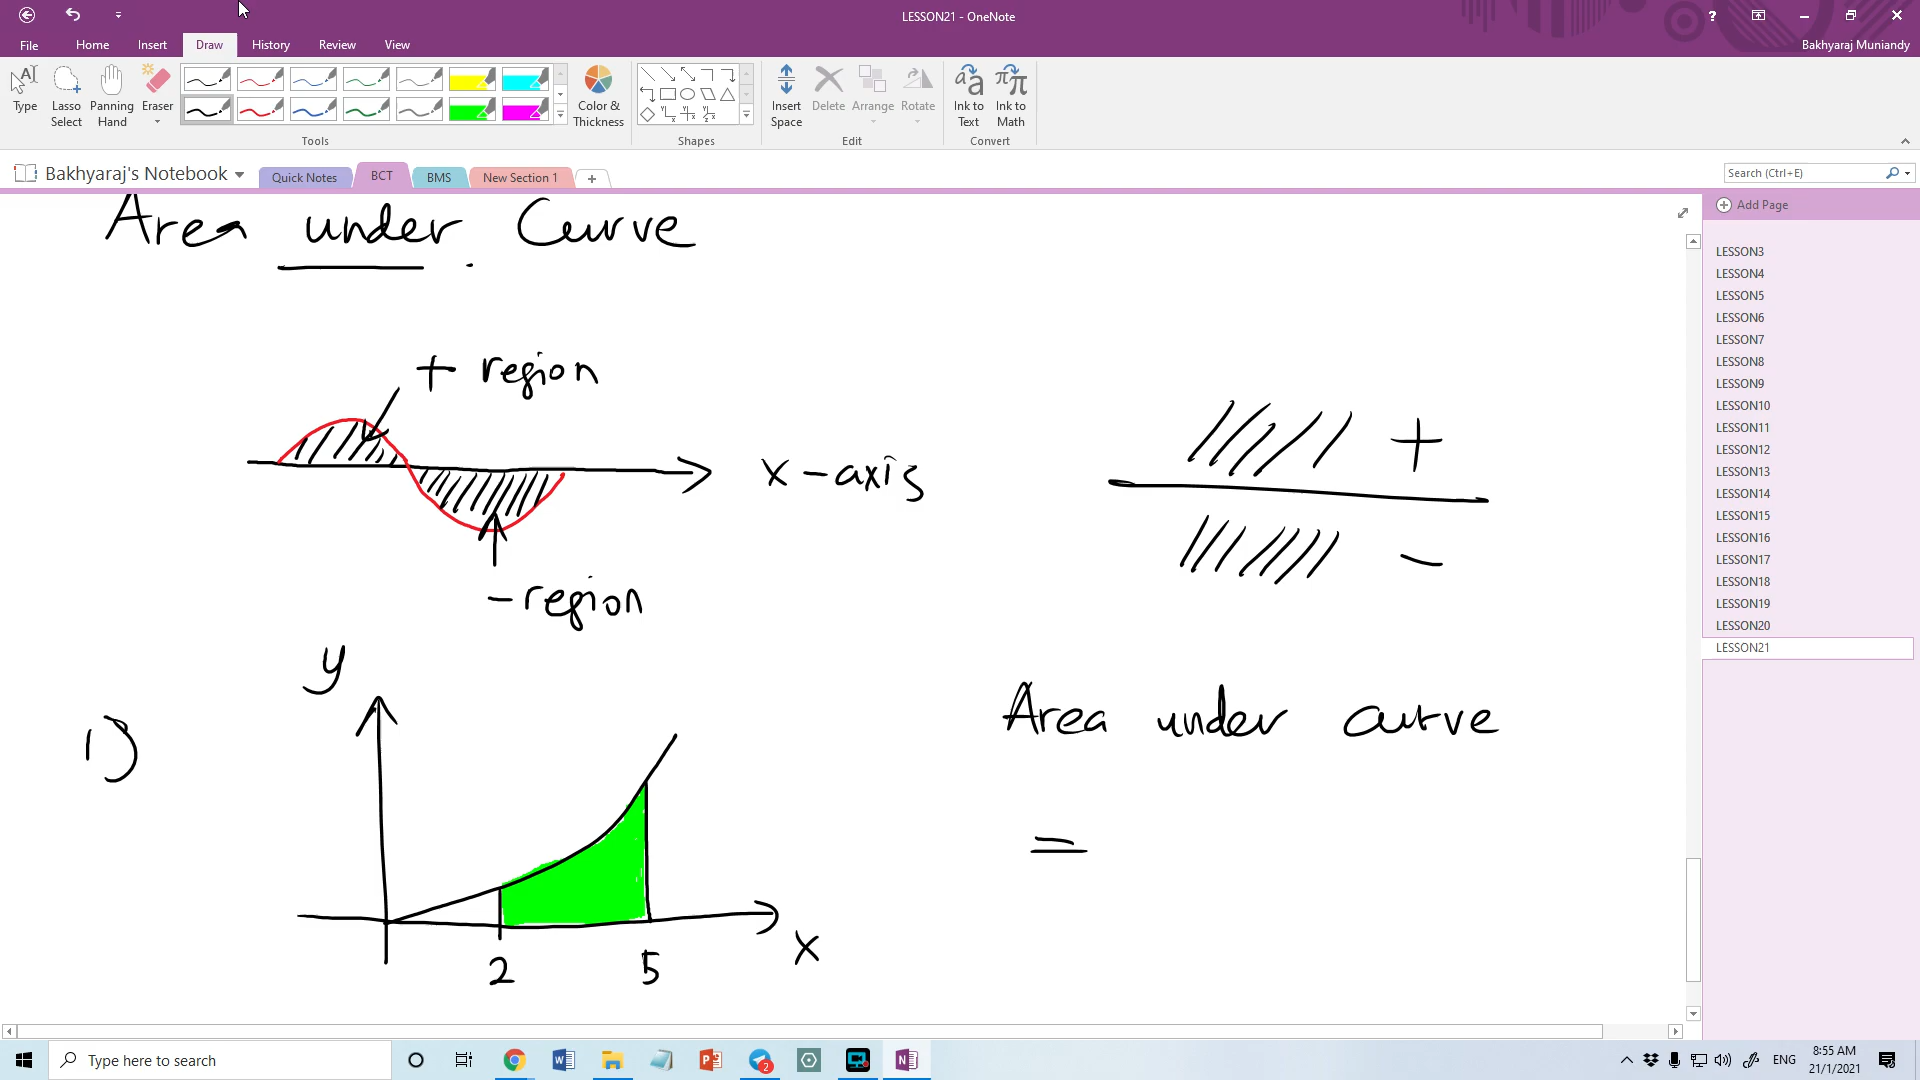 LESSON21 - OneNote
?
File Home Insert Draw History Review View
Bakhyaraj Muniandy
Type Lasso Select Panning Hand Eraser
Color & Thickness
Insert Space Delete Arrange Rotate
Ink to Text Ink to Math
Tools Shapes Edit Convert
Bakhyaraj's Notebook Quick Notes BCT BMS New Section 1
Search (Ctrl+E)
Add Page
LESSON3
LESSON4
LESSON5
LESSON6
LESSON7
LESSON8
LESSON9
LESSON10
LESSON11
LESSON12
LESSON13
LESSON14
LESSON15
LESSON16
LESSON17
LESSON18
LESSON19
LESSON20
LESSON21
Area under Curve
+ region
x-axis
- region
+
-
1)
y
2 5 x
Area under curve
=
Type here to search
2
ENG
8:55 AM
21/1/2021